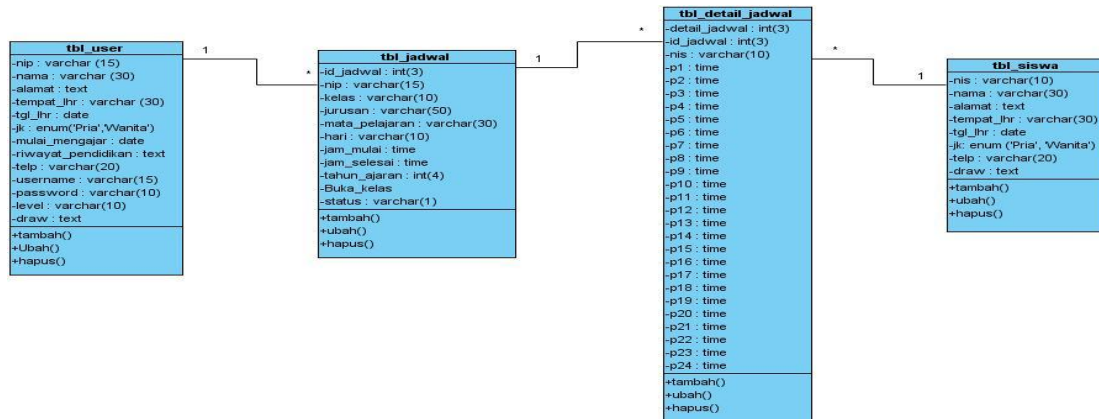 tbl_user
-nip : varchar (15)
-nama : varchar (30)
-alamat : text
-tempat_lhr : varchar (30)
-tgl_lhr : date
-jk : enum('Pria','Wanita')
-mulai_mengajar : date
-riwayat_pendidikan : text
-telp : varchar(20)
-username : varchar(15)
-password : varchar(10)
-level : varchar(10)
-draw : text
+tambah()
+Ubah()
+hapus()
1
*
tbl_jadwal
-id_jadwal : int(3)
-nip : varchar(15)
-kelas : varchar(10)
-jurusan : varchar(50)
-mata_pelajaran : varchar(30)
-hari : varchar(10)
-jam_mulai : time
-jam_selesai : time
-tahun_ajaran : int(4)
-Buka_kelas
-status : varchar(1)
+tambah()
+ubah()
+hapus()
1
*
tbl_detail_jadwal
-detail_jadwal : int(3)
-id_jadwal : int(3)
-nis : varchar(10)
-p1 : time
-p2 : time
-p3 : time
-p4 : time
-p5 : time
-p6 : time
-p7 : time
-p8 : time
-p9 : time
-p10 : time
-p11 : time
-p12 : time
-p13 : time
-p14 : time
-p15 : time
-p16 : time
-p17 : time
-p18 : time
-p19 : time
-p20 : time
-p21 : time
-p22 : time
-p23 : time
-p24 : time
+tambah()
+ubah()
+hapus()
*
1
tbl_siswa
-nis : varchar(10)
-nama : varchar(30)
-alamat : text
-tempat_lhr : varchar(30)
-tgl_lhr : date
-jk: enum ('Pria', 'Wanita')
-telp : varchar(20)
-draw : text
+tambah()
+ubah()
+hapus()